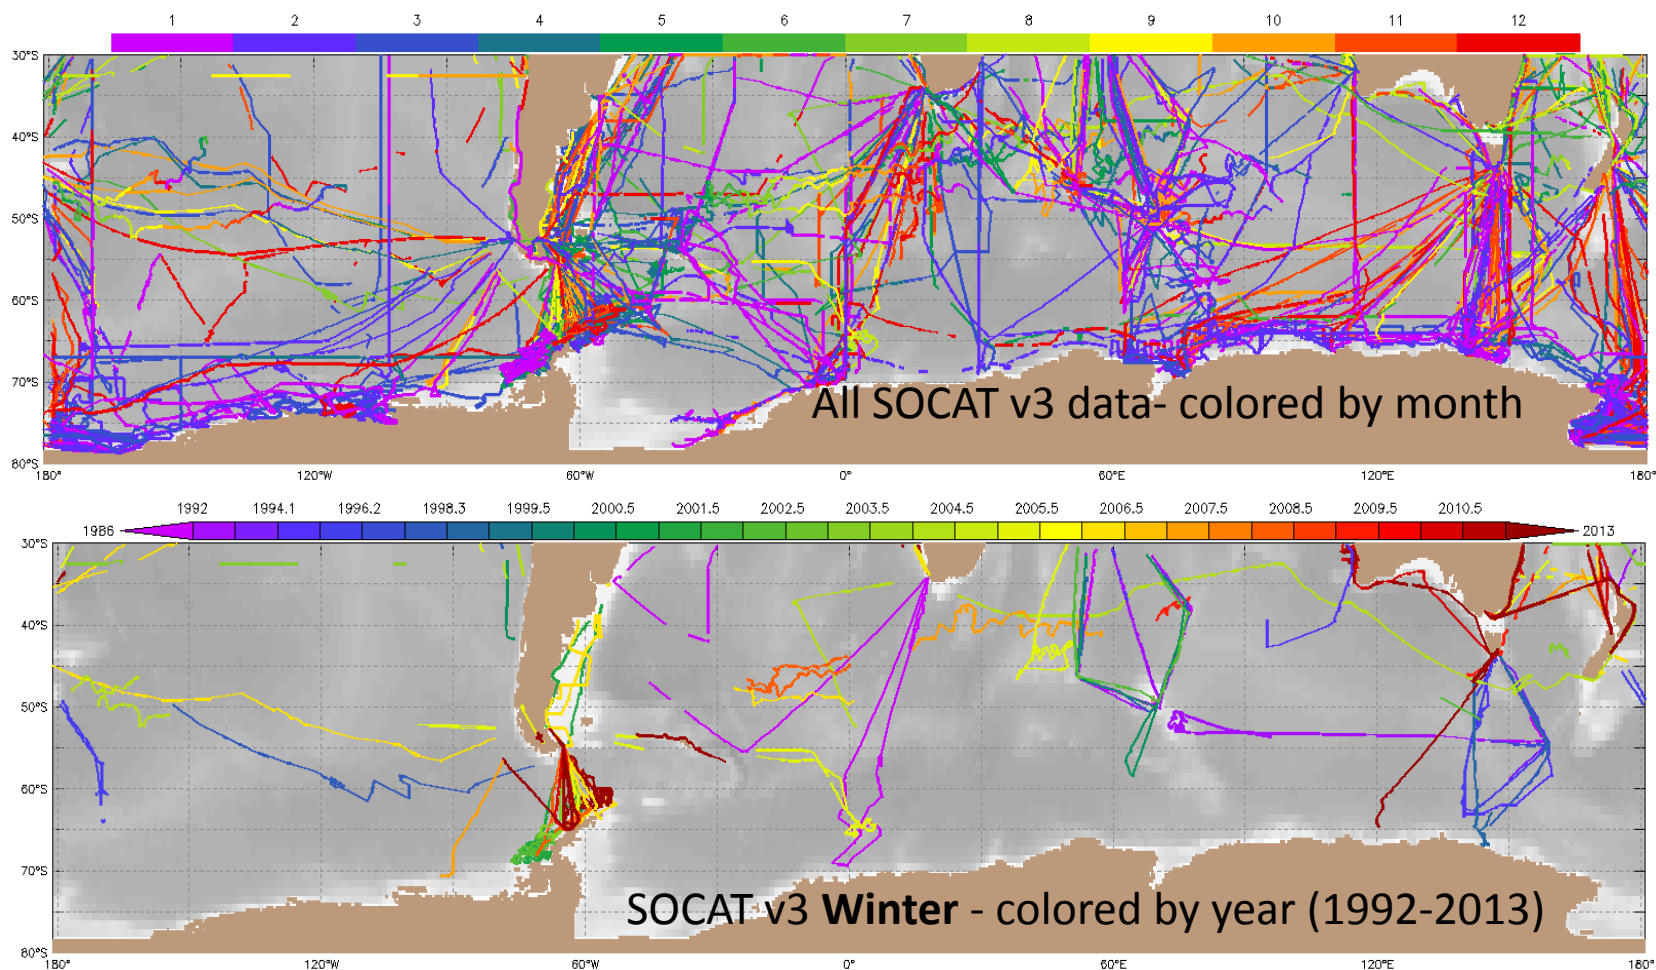 1 2 3 4 5 6 7 8 9 10 11 12
30°S
40°S
50°S
60°S
70°S
80°S
All SOCAT v3 data- colored by month
180° 120°W 60°W 0° 60°E 120°E 180°
1992 1994.1 1996.2 1998.3 1999.5 2000.5 2001.5 2002.5 2003.5 2004.5 2005.5 2006.5 2007.5 2008.5 2009.5 2010.5
1986 2013
30°S
40°S
50°S
60°S
70°S
80°S
SOCAT v3 Winter - colored by year (1992-2013)
180° 120°W 60°W 0° 60°E 120°E 180°